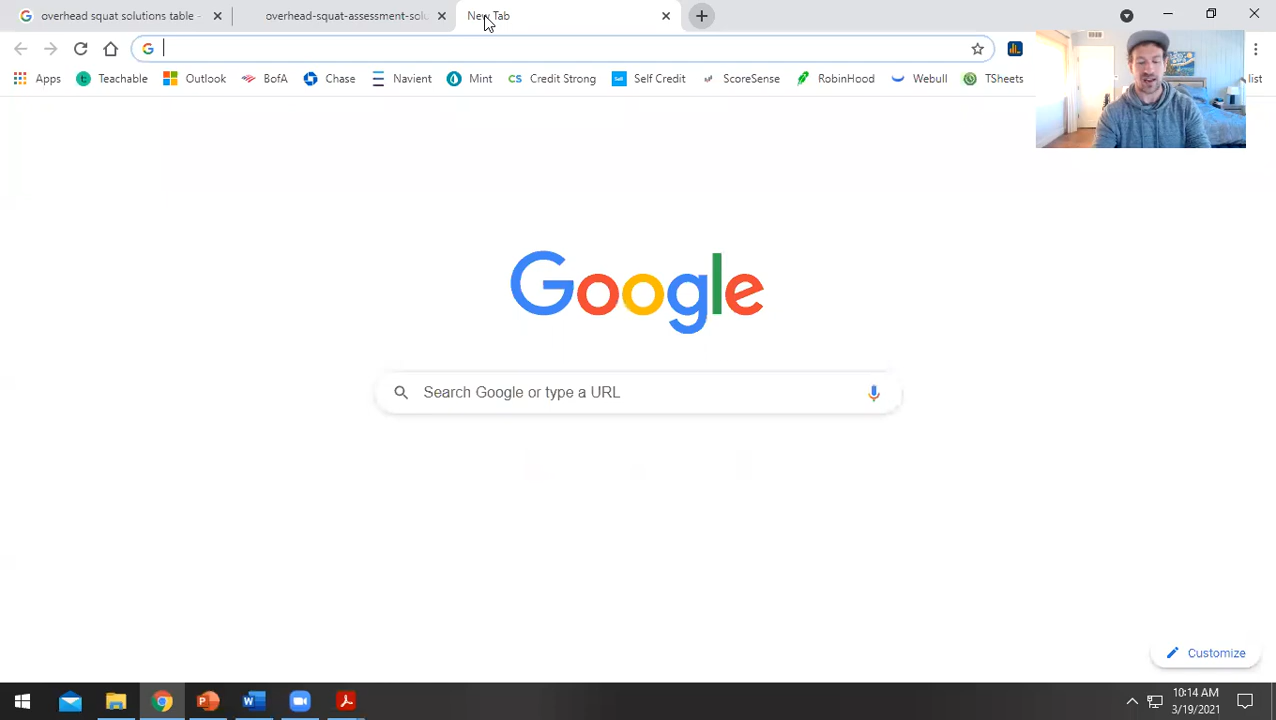 overhead squat solutions table -
overhead-squat-assessment-solu
New Tab
Apps Teachable Outlook BofA Chase Navient Mint CS Credit Strong Self Self Credit ScoreSense RobinHood Webull TSheets list
Google
Search Google or type a URL
Customize
10:14 AM
3/19/2021